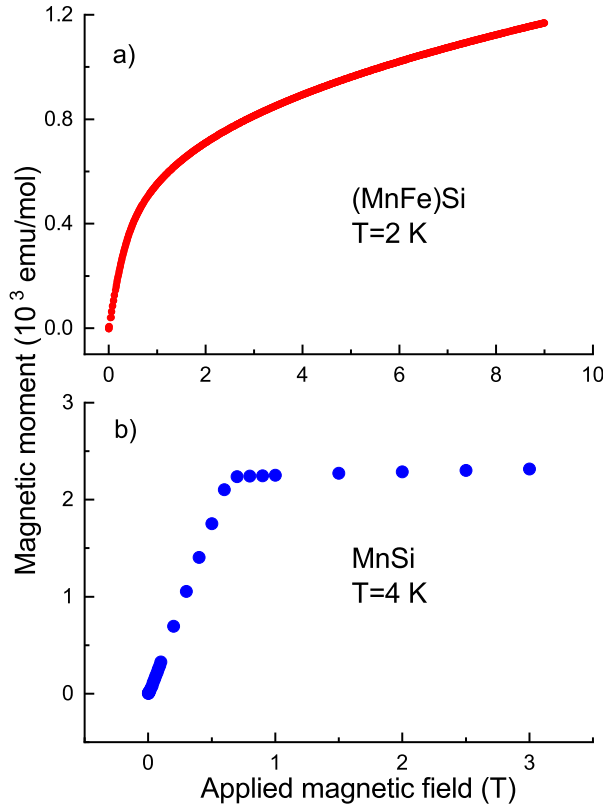 Magnetic moment (10³ emu/mol)
a)
1.2
0.8
0.4
0.0
(MnFe)Si
T=2 K
0 2 4 6 8 10
b)
3
2
1
0
MnSi
T=4 K
0 1 2 3
Applied magnetic field (T)